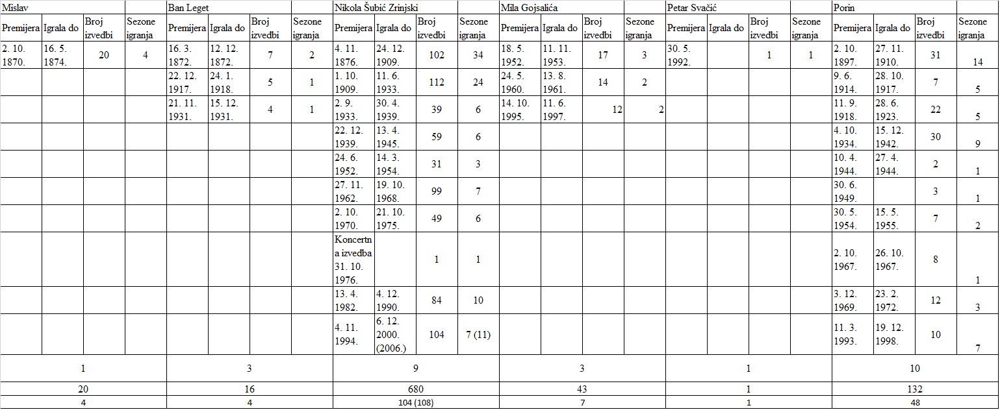 Mislav Ban Leget Nikola Šubić Zrinjski Mila Gojsalića Petar Svačić Porin
Premijera Igrala do Broj izvedbi Sezone igranja Premijera Igrala do Broj izvedbi Sezone igranja Premijera Igrala do Broj izvedbi Sezone igranja Premijera Igrala do Broj izvedbi Sezone igranja Premijera Igrala do Broj izvedbi Sezone igranja Premijera Igrala do Broj izvedbi Sezone igranja
2. 10. 1870. 16. 5. 1874. 20 4 16. 3. 1872. 12. 12. 1872. 7 2 4. 11. 1876. 24. 12. 1909. 102 34 18. 5. 1952. 11. 11. 1953. 17 3 30. 5. 1992. 1 1 2. 10. 1897. 27. 11. 1910. 31 14
22. 12. 1917. 24. 1. 1918. 5 1 1. 10. 1909. 11. 6. 1933. 112 24 24. 5. 1960. 13. 8. 1961. 14 2 9. 6. 1914. 28. 10. 1917. 7 5
21. 11. 1931. 15. 12. 1931. 4 1 2. 9. 1933. 30. 4. 1939. 39 6 14. 10. 1995. 11. 6. 1997. 12 2 11. 9. 1918. 28. 6. 1923. 22 5
22. 12. 1939. 13. 4. 1945. 59 6 4. 10. 1934. 15. 12. 1942. 30 9
24. 6. 1952. 14. 3. 1954. 31 3 10. 4. 1944. 27. 4. 1944. 2 1
27. 11. 1962. 19. 10. 1968. 99 7 30. 6. 1949. 3 1
2. 10. 1970. 21. 10. 1975. 49 6 30. 5. 1954. 15. 5. 1955. 7 2
Koncertna izvedba 31. 10. 1976. 1 1 2. 10. 1967. 26. 10. 1967. 8 1
13. 4. 1982. 4. 12. 1990. 84 10 3. 12. 1969. 23. 2. 1972. 12 3
4. 11. 1994. 6. 12. 2000. (2006.) 104 7 (11) 11. 3. 1993. 19. 12. 1998. 10 7
1 3 9 3 1 10
20 16 680 43 1 132
4 4 104 (108) 7 1 48